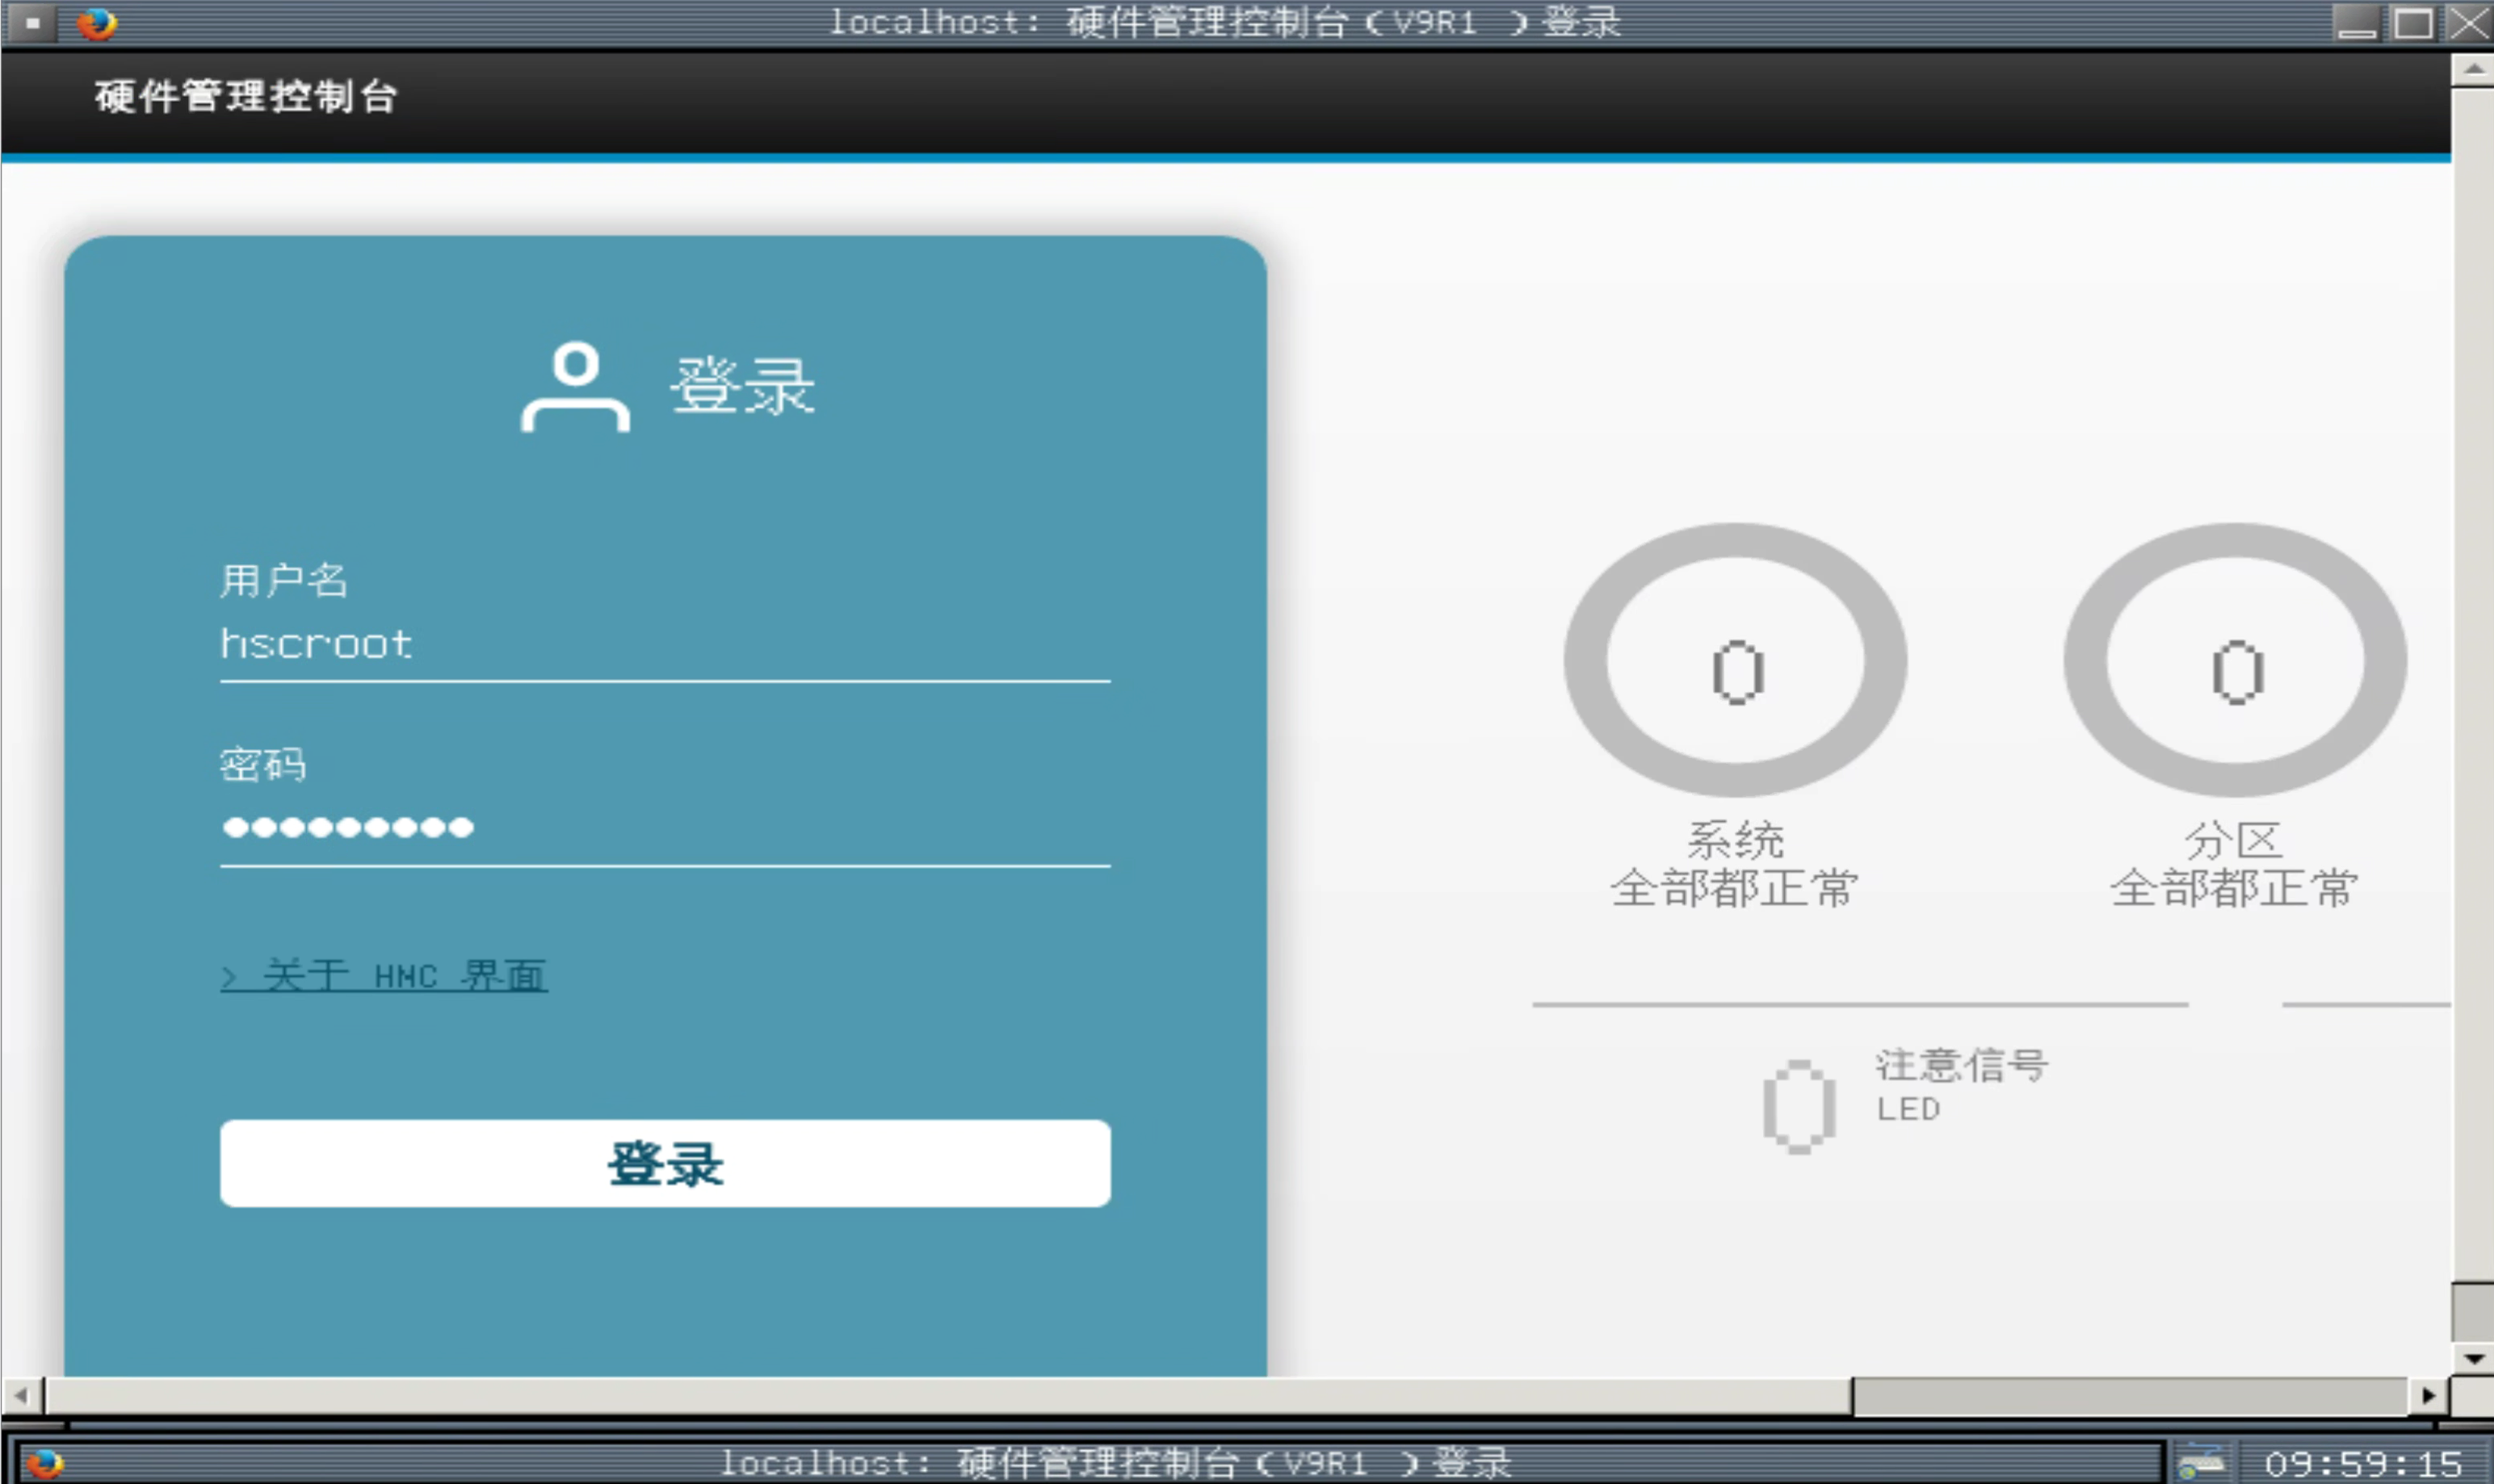 localhost: 硬件管理控制台（V9R1 ）登录
硬件管理控制台
登录
用户名
hscroot
密码
●●●●●●●●●
> 关于 HMC 界面
登录
0
系统
全部都正常
0
分区
全部都正常
0
注意信号
LED
localhost: 硬件管理控制台（V9R1 ）登录
09:59:15